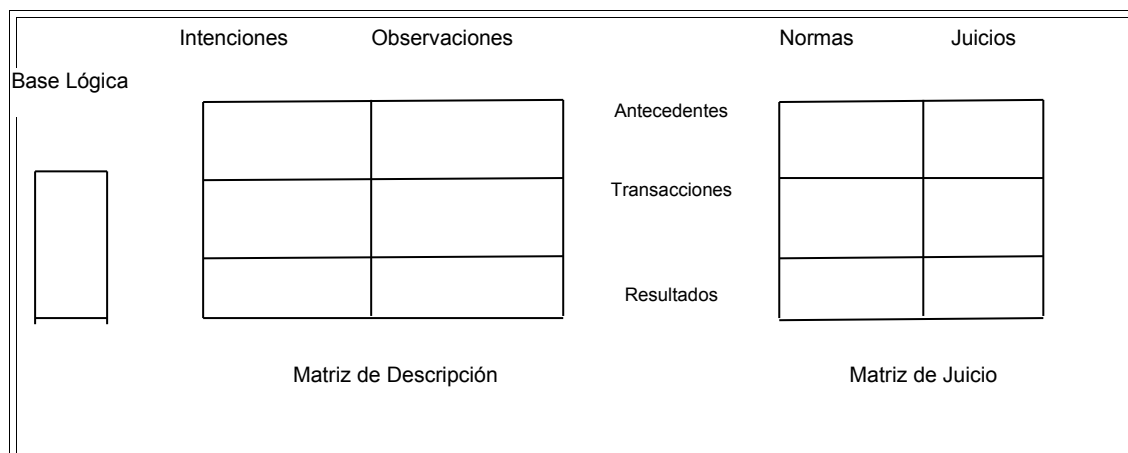 Intenciones Observaciones Normas Juicios
Base Lógica
Antecedentes
Transacciones
Resultados
Matriz de Descripción Matriz de Juicio